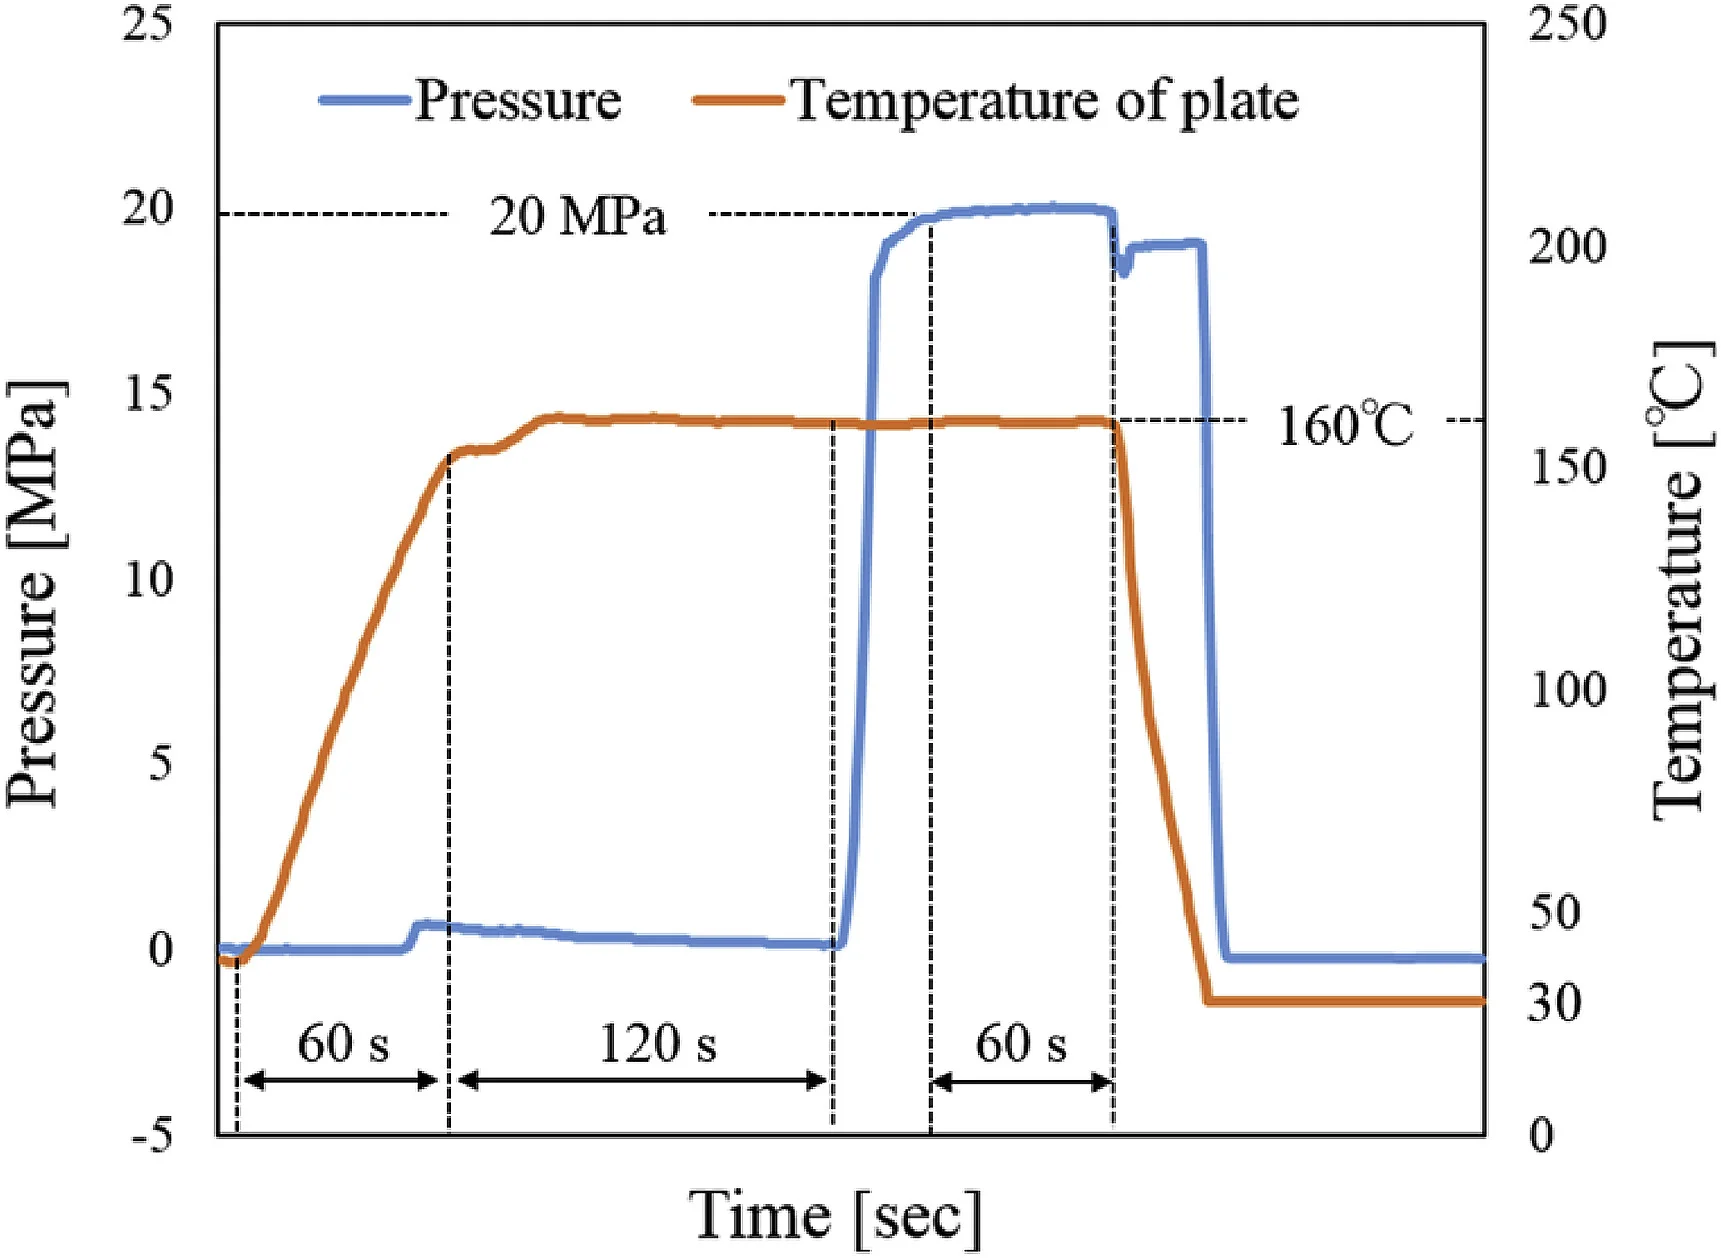 Pressure
Temperature of plate
25
20
15
10
5
0
-5
Pressure [MPa]
20 MPa
160℃
60 s
120 s
60 s
250
200
150
100
50
30
0
Temperature [℃]
Time [sec]